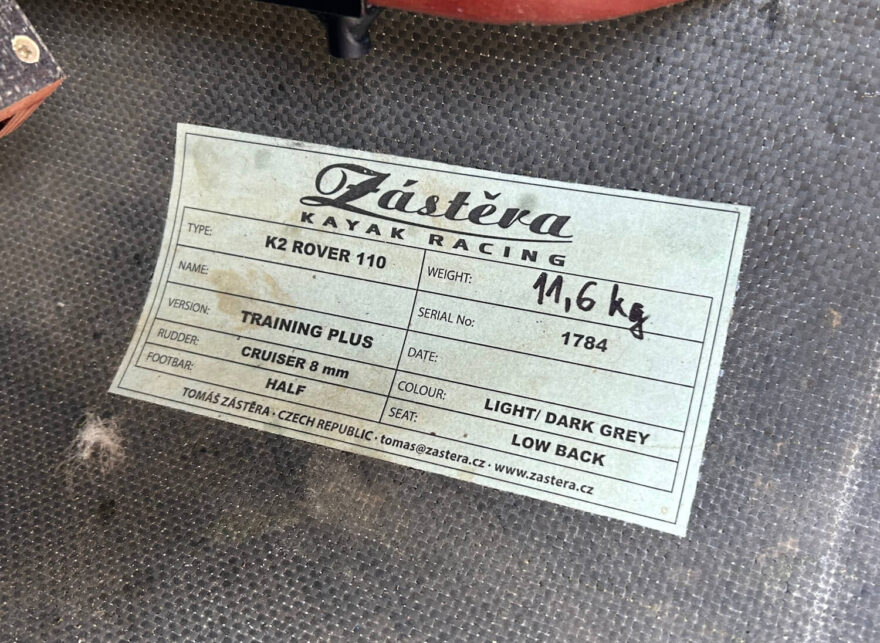 Zástěra
KAYAK RACING
TYPE: K2 ROVER 110
NAME:
VERSION: TRAINING PLUS
RUDDER: CRUISER 8 mm
FOOTBAR: HALF
WEIGHT: 11,6 kg
SERIAL No: 1784
DATE:
COLOUR: LIGHT/ DARK GREY
SEAT: LOW BACK
TOMÁŠ ZÁSTĚRA · CZECH REPUBLIC · tomas@zastera.cz · www.zastera.cz